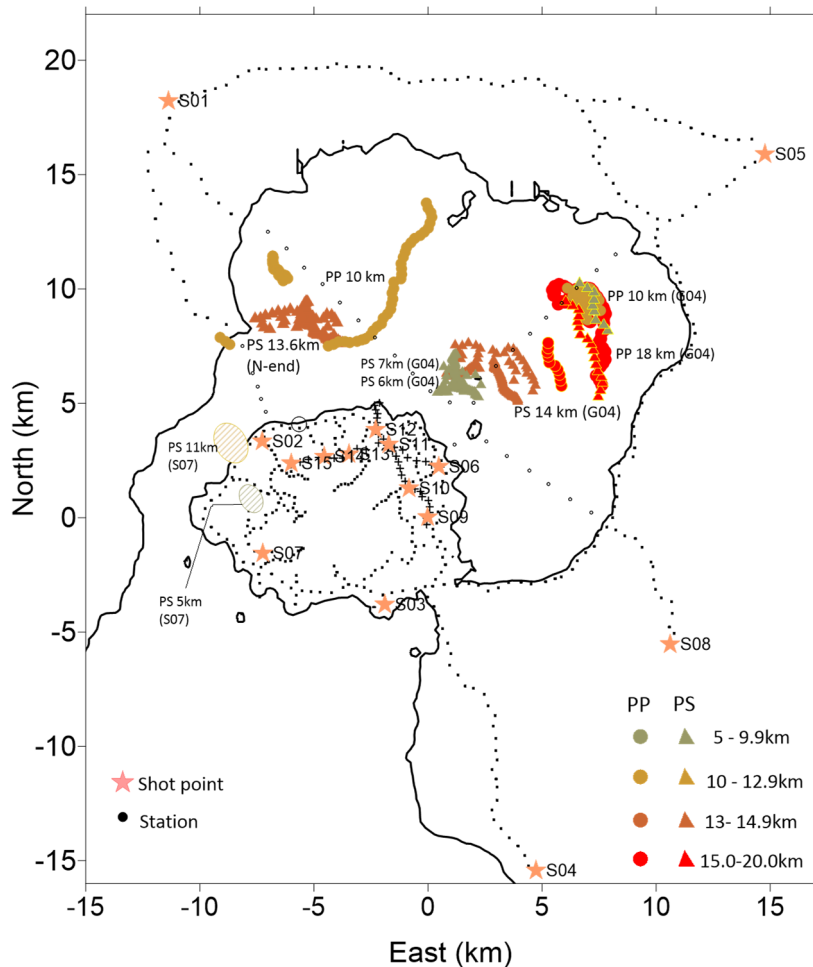 20
15
10
5
0
-5
-10
-15
North (km)
S01
S05
PP 10 km
PP 10 km (G04)
PS 13.6km
(N-end)
PS 7km (G04)
PS 6km (G04)
PP 18 km (G04)
PS 14 km (G04)
PS 11km
(S07)
S02
S12
S11
S13
S14
S15
S06
S10
S09
S07
PS 5km
(S07)
S03
S08
S04
Shot point
Station
PP PS
5 - 9.9km
10 - 12.9km
13- 14.9km
15.0-20.0km
-15 -10 -5 0 5 10 15
East (km)